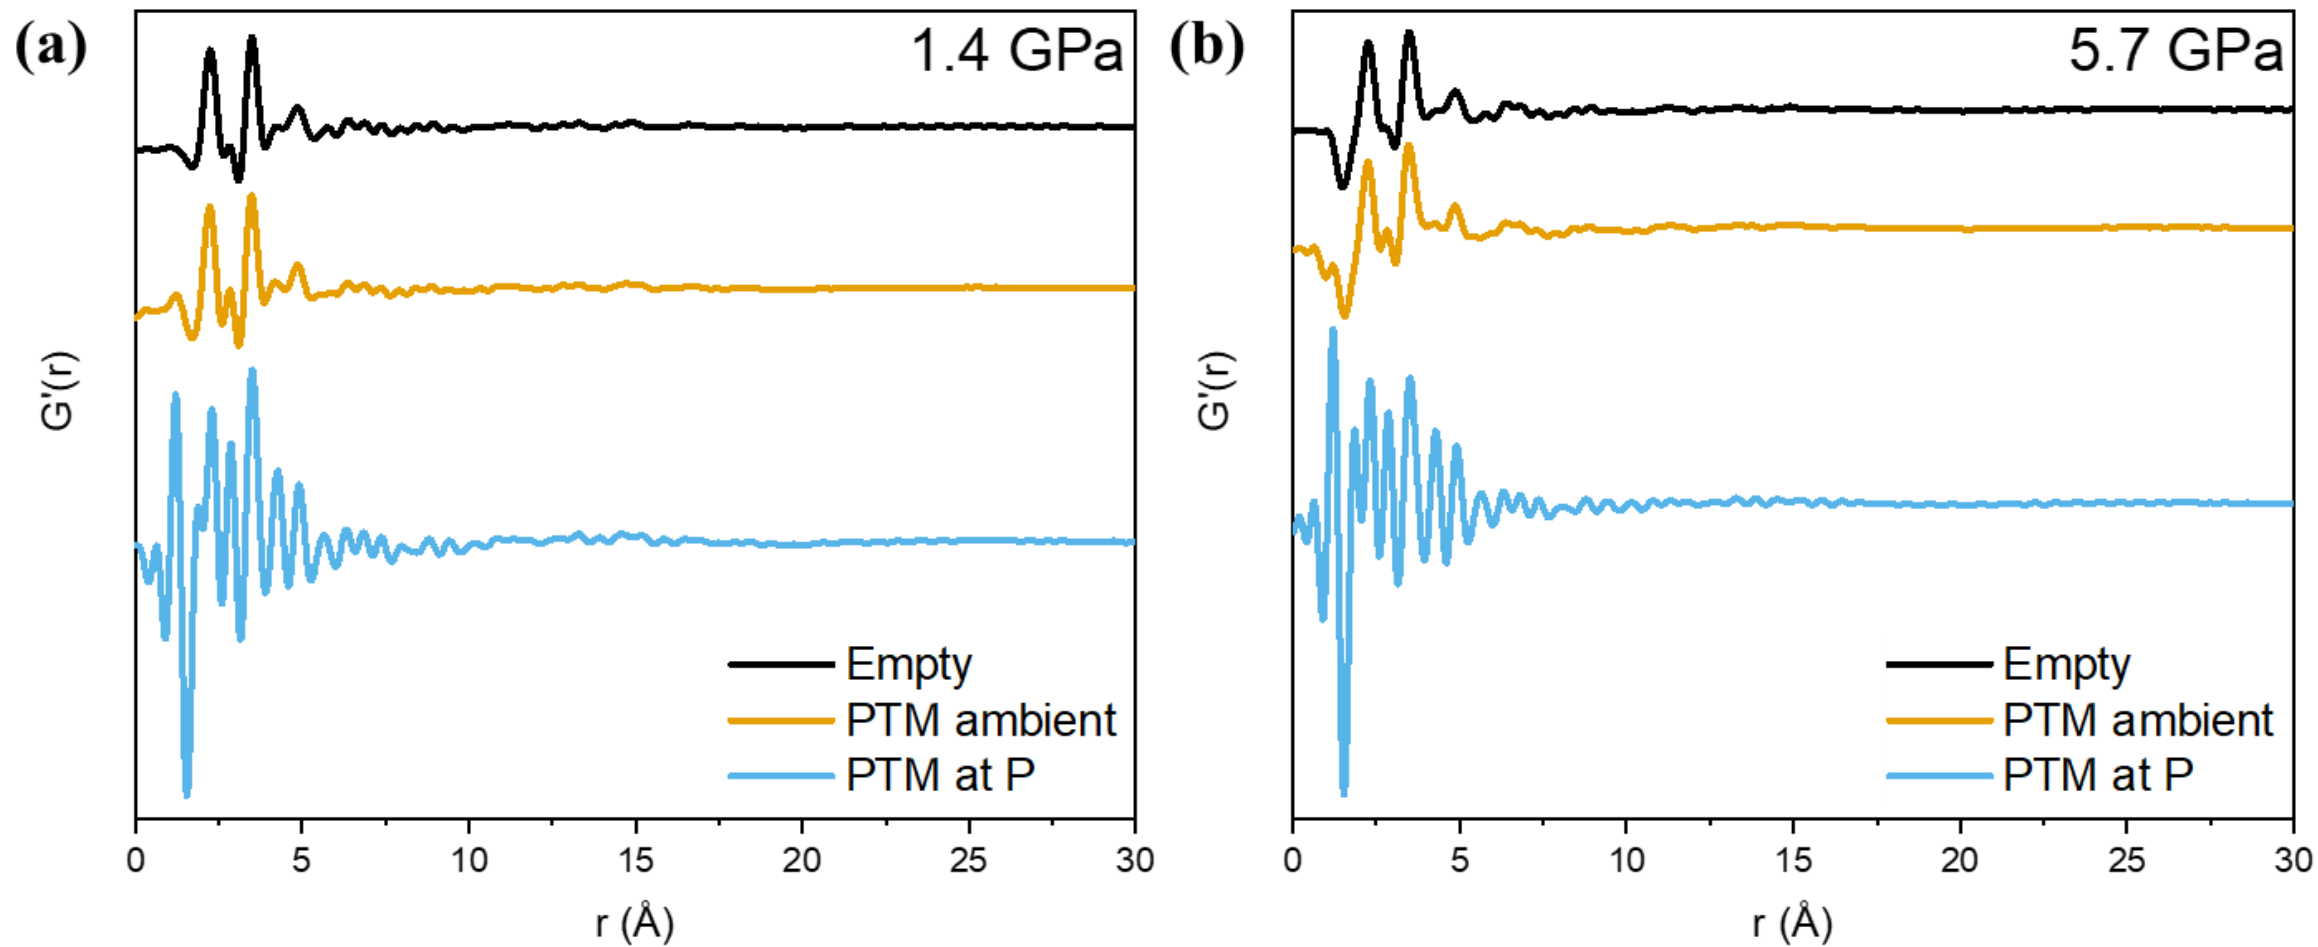 (a)
1.4 GPa
G'(r)
Empty
PTM ambient
PTM at P
0 5 10 15 20 25 30
r (Å)
(b)
5.7 GPa
G'(r)
Empty
PTM ambient
PTM at P
0 5 10 15 20 25 30
r (Å)